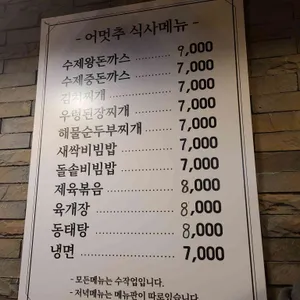 - 어멋추 식사메뉴 -
수제왕돈까스 ········ 9,000
수제중돈까스 ········ 7,000
김치찌개 ········ 7,000
우렁된장찌개 ········ 7,000
해물순두부찌개 ········ 7,000
새싹비빔밥 ········ 7,000
돌솥비빔밥 ········ 7,000
제육볶음 ········ 8,000
육개장 ········ 8,000
동태탕 ········ 8,000
냉면 ········ 7,000
- 모든메뉴는 수작업입니다.
- 저녁메뉴는 메뉴판이 따로있습니다.